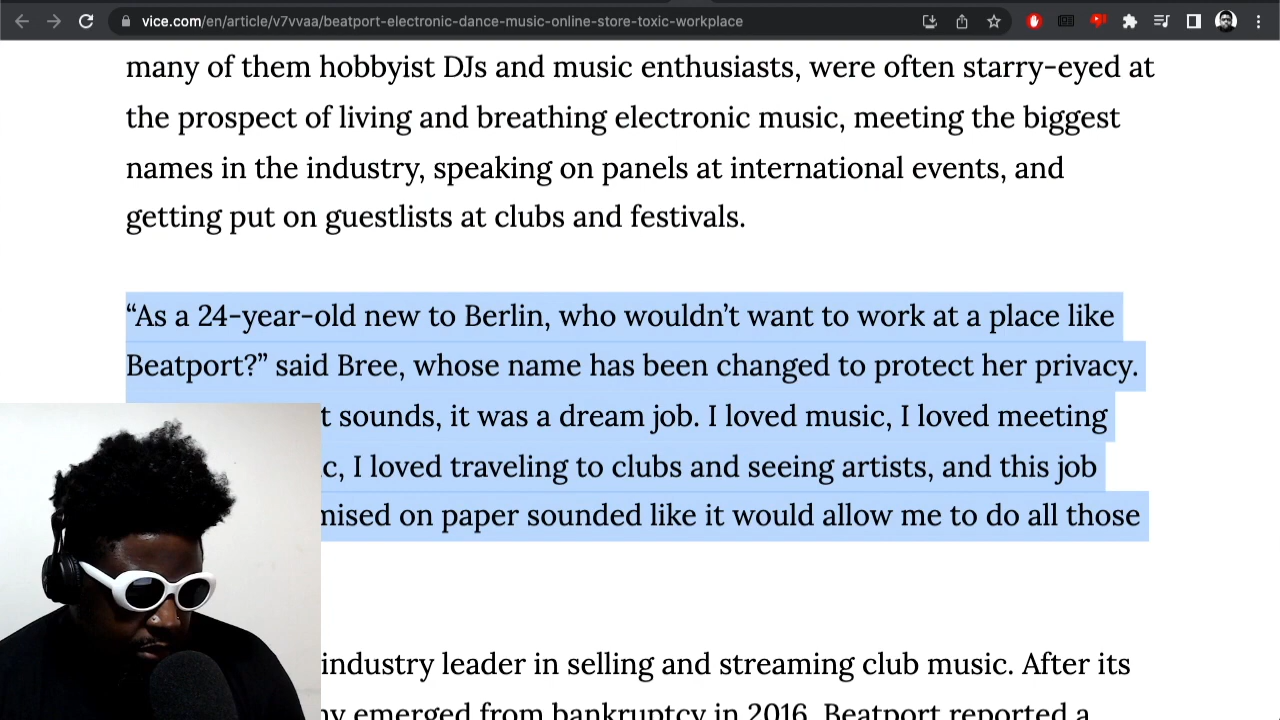 vice.com/en/article/v7vvaa/beatport-electronic-dance-music-online-store-toxic-workplace
many of them hobbyist DJs and music enthusiasts, were often starry-eyed at
the prospect of living and breathing electronic music, meeting the biggest
names in the industry, speaking on panels at international events, and
getting put on guestlists at clubs and festivals.
“As a 24-year-old new to Berlin, who wouldn’t want to work at a place like
Beatport?” said Bree, whose name has been changed to protect her privacy.
sounds, it was a dream job. I loved music, I loved meeting
I loved traveling to clubs and seeing artists, and this job
on paper sounded like it would allow me to do all those
industry leader in selling and streaming club music. After its
emerged from bankruptcy in 2016, Beatport reported a